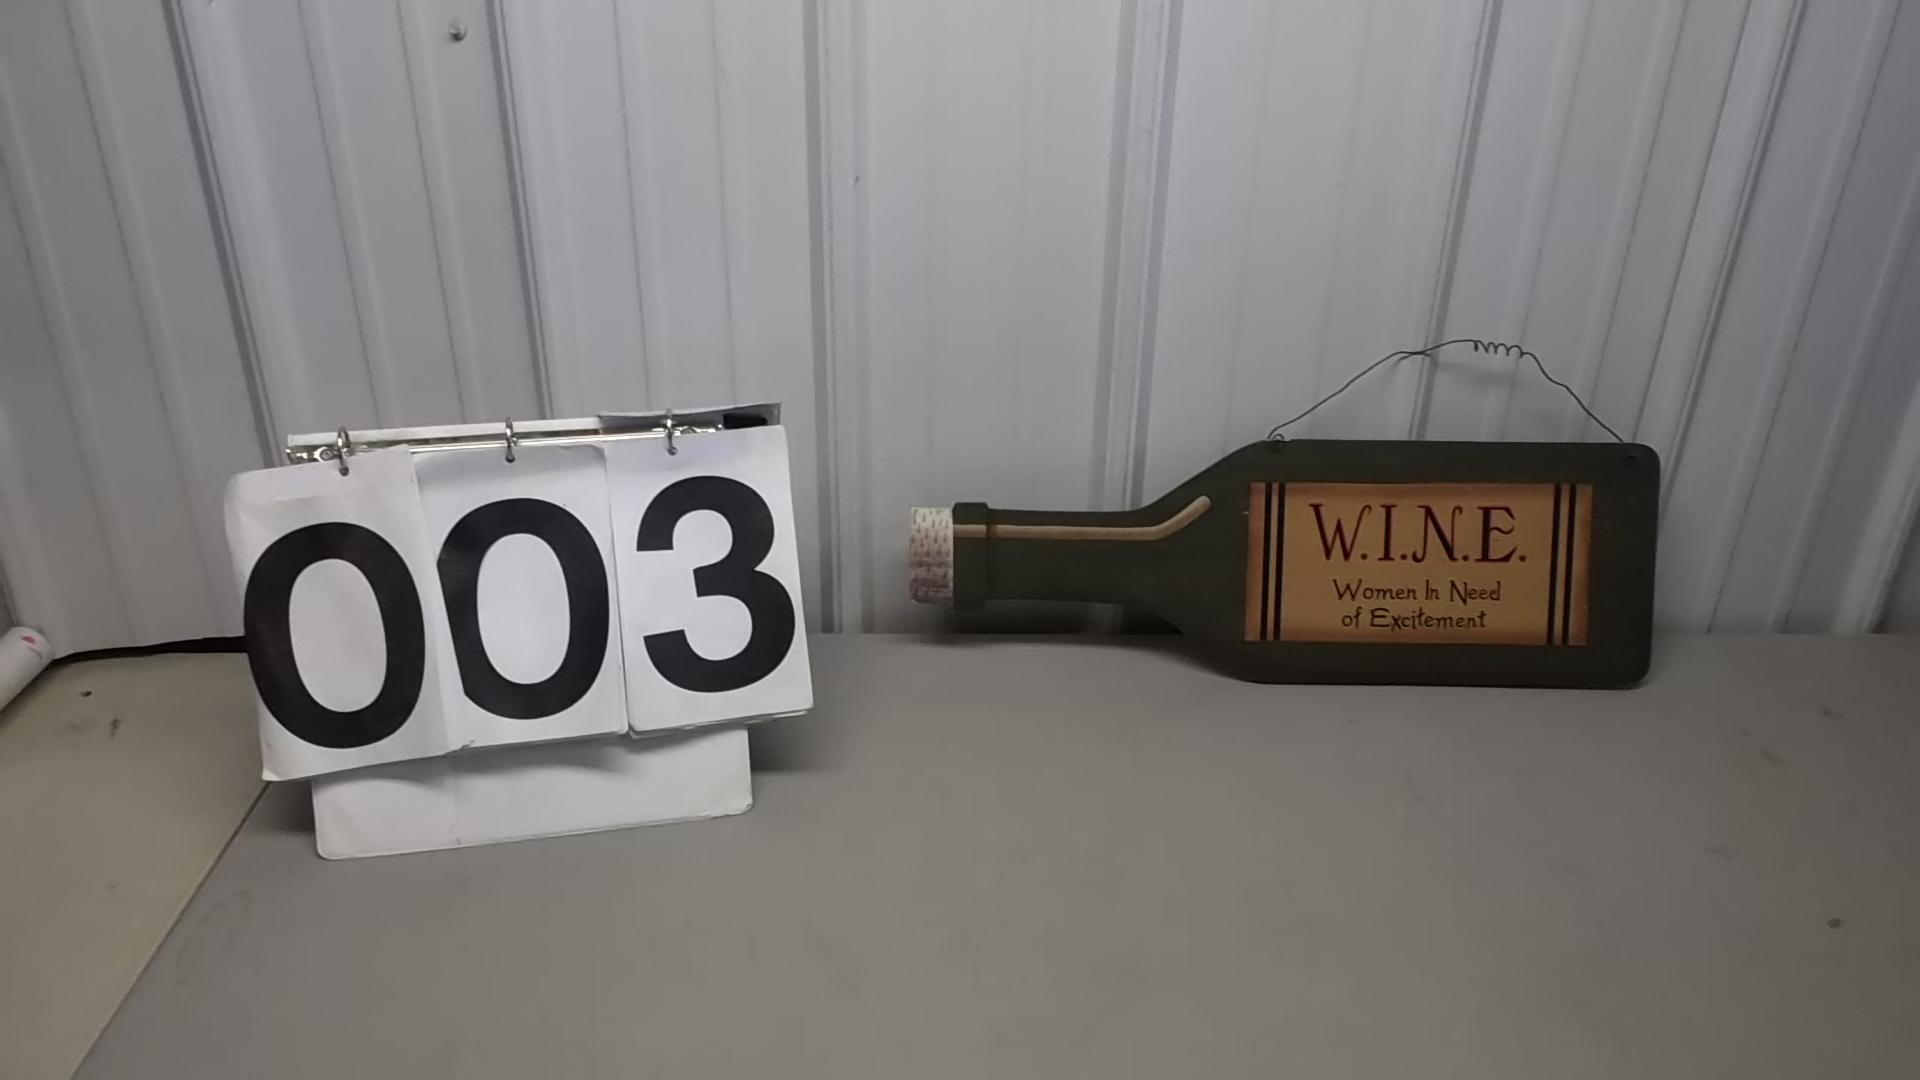 003
W.I.N.E.
Women In Need
of Excitement